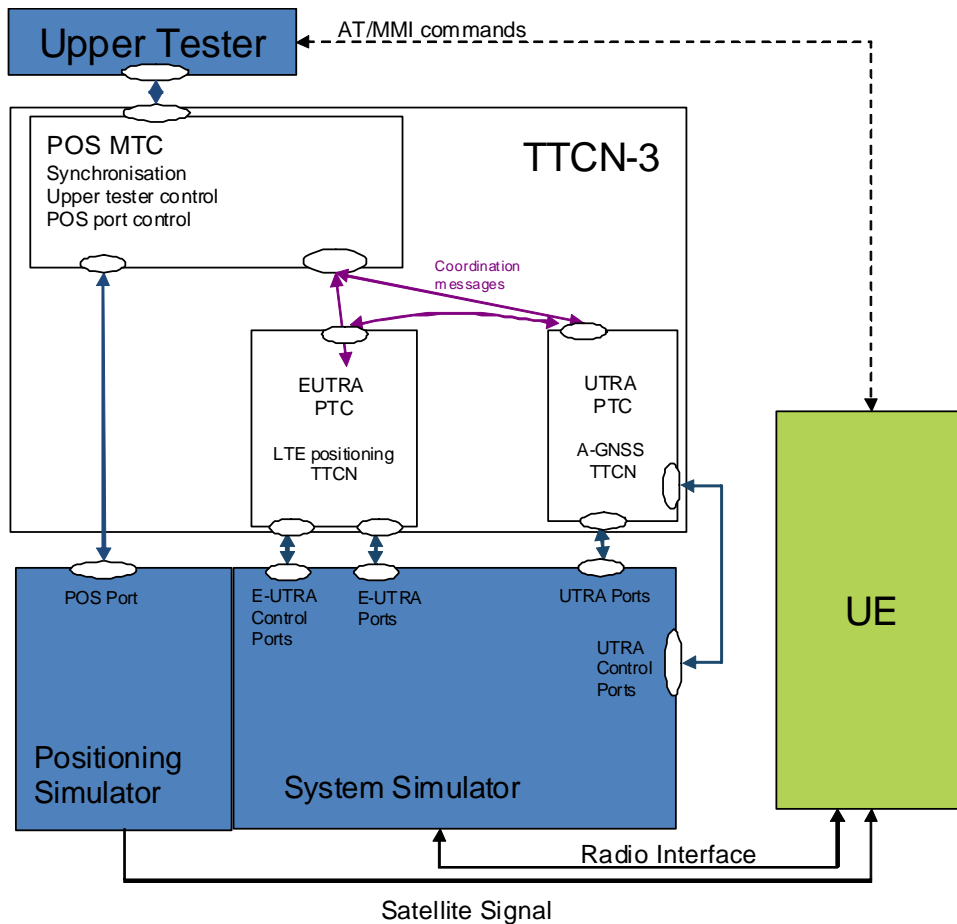 Upper Tester
AT/MMI commands
POS MTC
Synchronisation
Upper tester control
POS port control
TTCN-3
Coordination
messages
EUTRA
PTC
LTE positioning
TTCN
UTRA
PTC
A-GNSS
TTCN
POS Port
E-UTRA
Control
Ports
E-UTRA
Ports
UTRA Ports
UTRA
Control
Ports
UE
Positioning
Simulator
System Simulator
Radio Interface
Satellite Signal